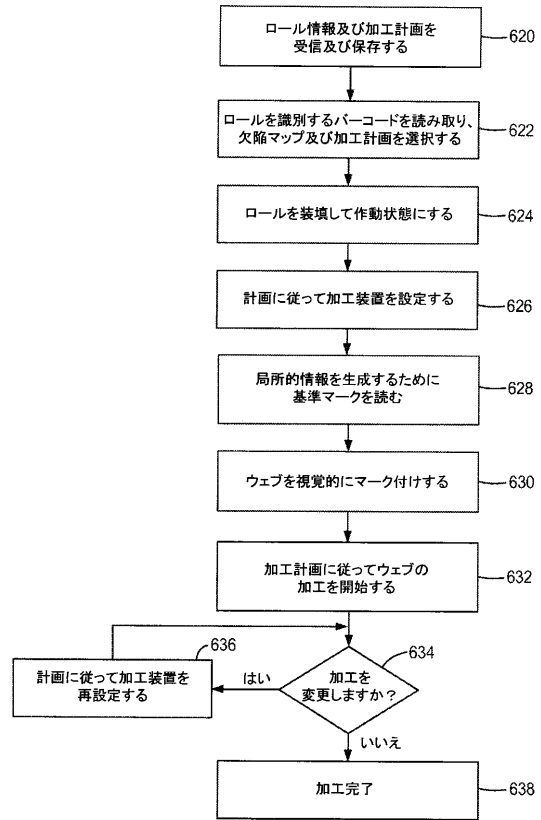 ロール情報及び加工計画を
受信及び保存する
620
ロールを識別するバーコードを読み取り、
欠陥マップ及び加工計画を選択する
622
ロールを装填して作動状態にする
624
計画に従って加工装置を設定する
626
局所的情報を生成するために
基準マークを読む
628
ウェブを視覚的にマーク付けする
630
加工計画に従ってウェブの
加工を開始する
632
634
加工を
変更しますか?
はい
636
計画に従って加工装置を
再設定する
いいえ
加工完了
638